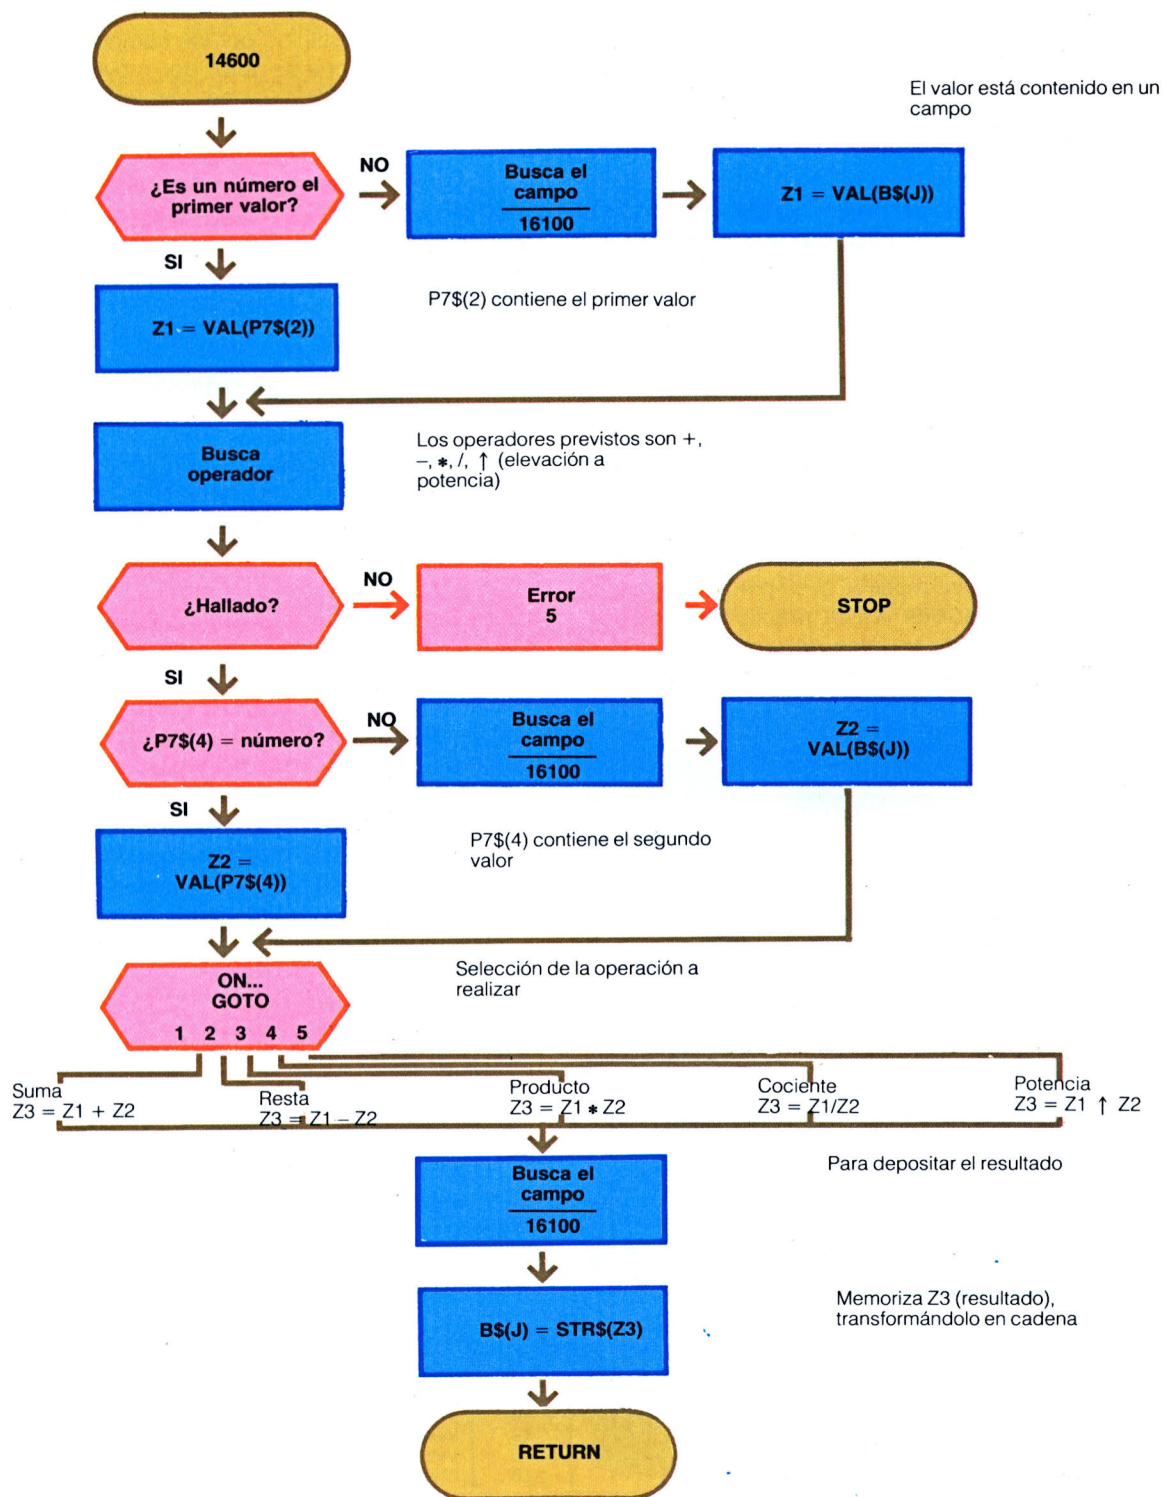 14600
El valor está contenido en un
campo
¿Es un número el
primer valor?
NO
Busca el
campo
16100
Z1 = VAL(B$(J))
SI
Z1 = VAL(P7$(2))
P7$(2) contiene el primer valor
Busca
operador
Los operadores previstos son +,
–, *, /, ↑ (elevación a
potencia)
¿Hallado?
NO
Error
5
STOP
SI
¿P7$(4) = número?
NO
Busca el
campo
16100
Z2 =
VAL(B$(J))
SI
Z2 =
VAL(P7$(4))
P7$(4) contiene el segundo
valor
ON...
GOTO
1 2 3 4 5
Selección de la operación a
realizar
Suma
Z3 = Z1 + Z2
Resta
Z3 = Z1 – Z2
Producto
Z3 = Z1 * Z2
Cociente
Z3 = Z1/Z2
Potencia
Z3 = Z1 ↑ Z2
Busca el
campo
16100
Para depositar el resultado
B$(J) = STR$(Z3)
Memoriza Z3 (resultado),
transformándolo en cadena
RETURN